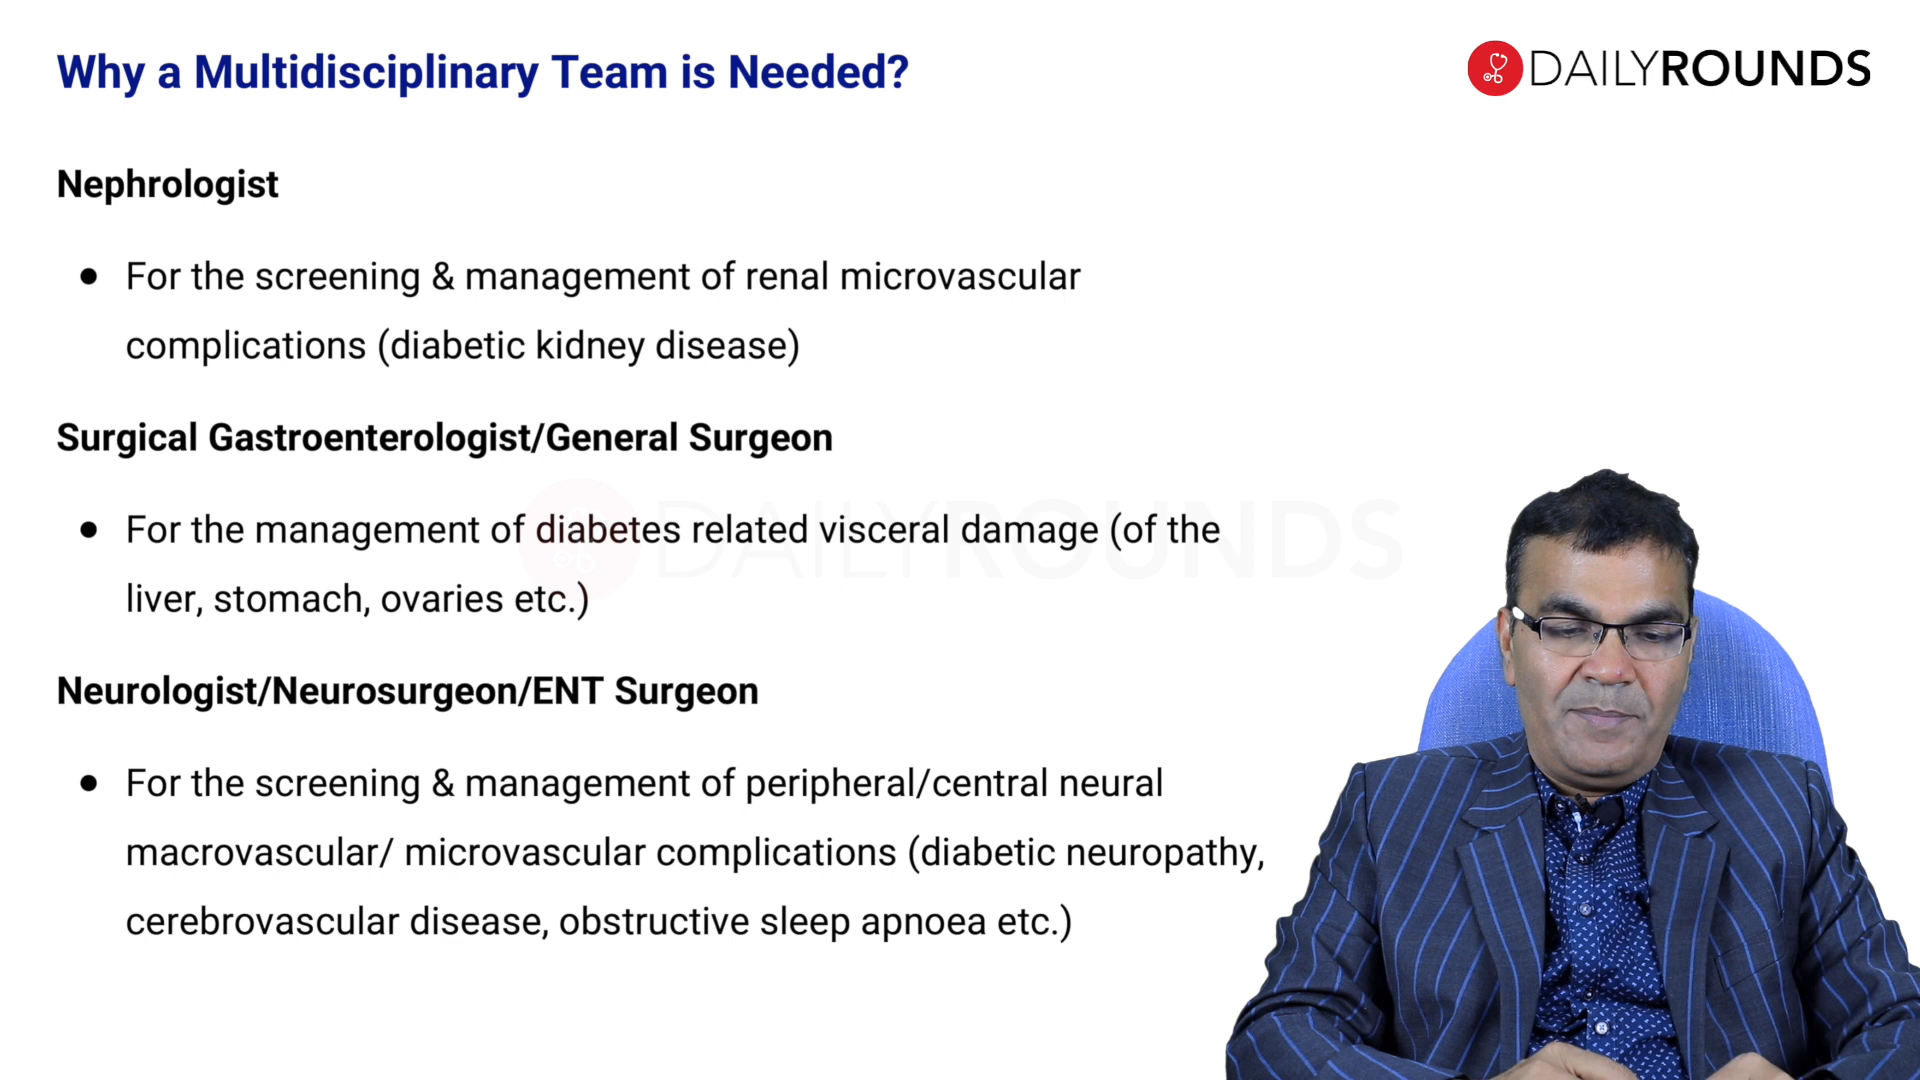 Why a Multidisciplinary Team is Needed?
DAILYROUNDS
Nephrologist
● For the screening & management of renal microvascular
complications (diabetic kidney disease)
Surgical Gastroenterologist/General Surgeon
● For the management of diabetes related visceral damage (of the
liver, stomach, ovaries etc.)
DAILYROUNDS
Neurologist/Neurosurgeon/ENT Surgeon
● For the screening & management of peripheral/central neural
macrovascular/ microvascular complications (diabetic neuropathy,
cerebrovascular disease, obstructive sleep apnoea etc.)